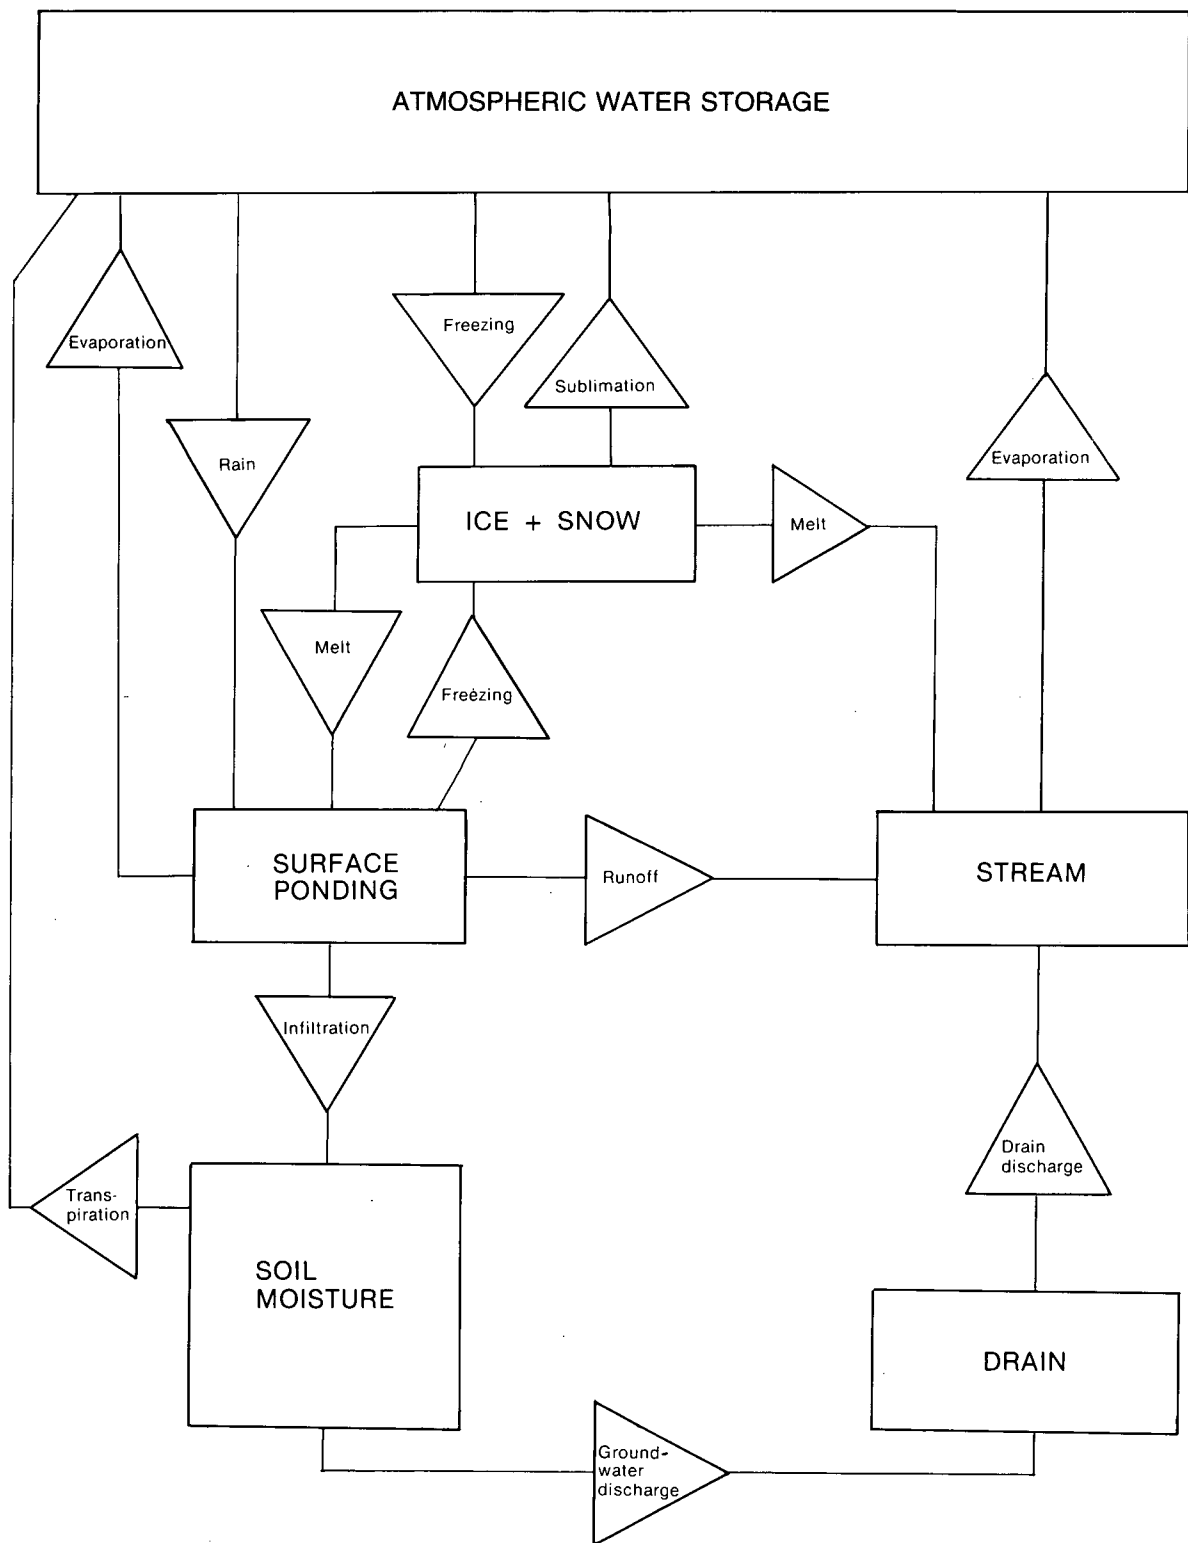 ATMOSPHERIC WATER STORAGE
Freezing
Evaporation
Sublimation
Rain
Evaporation
ICE + SNOW
Melt
Melt
Freezing
SURFACE
PONDING
Runoff
STREAM
Infiltration
Drain
discharge
Trans-
piration
SOIL
MOISTURE
DRAIN
Ground-
water
discharge